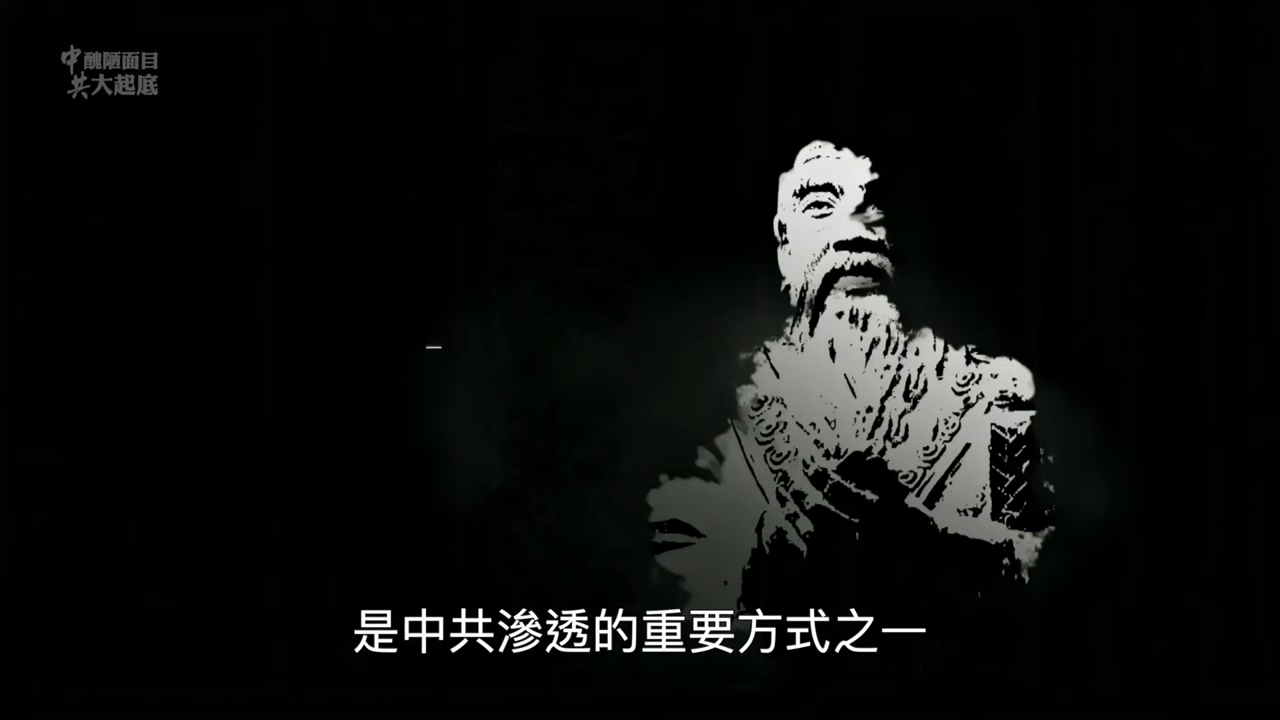 中醜陋面目
共大起底
是中共滲透的重要方式之一